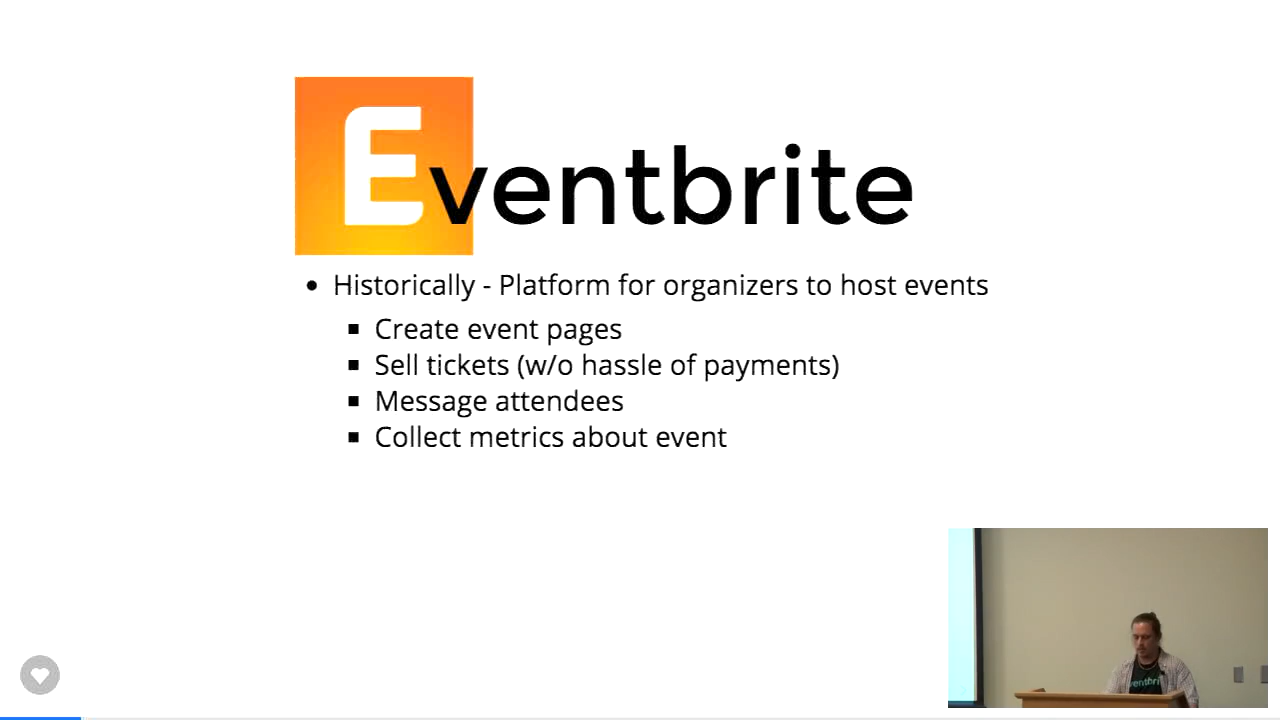 Eventbrite
Historically - Platform for organizers to host events
Create event pages
Sell tickets (w/o hassle of payments)
Message attendees
Collect metrics about event